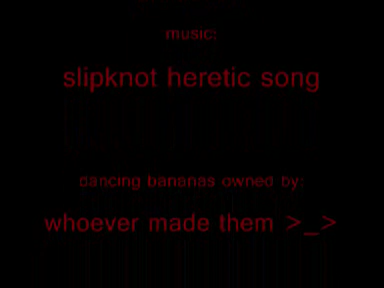 music:
slipknot heretic song
dancing bananas owned by:
whoever made them >_>